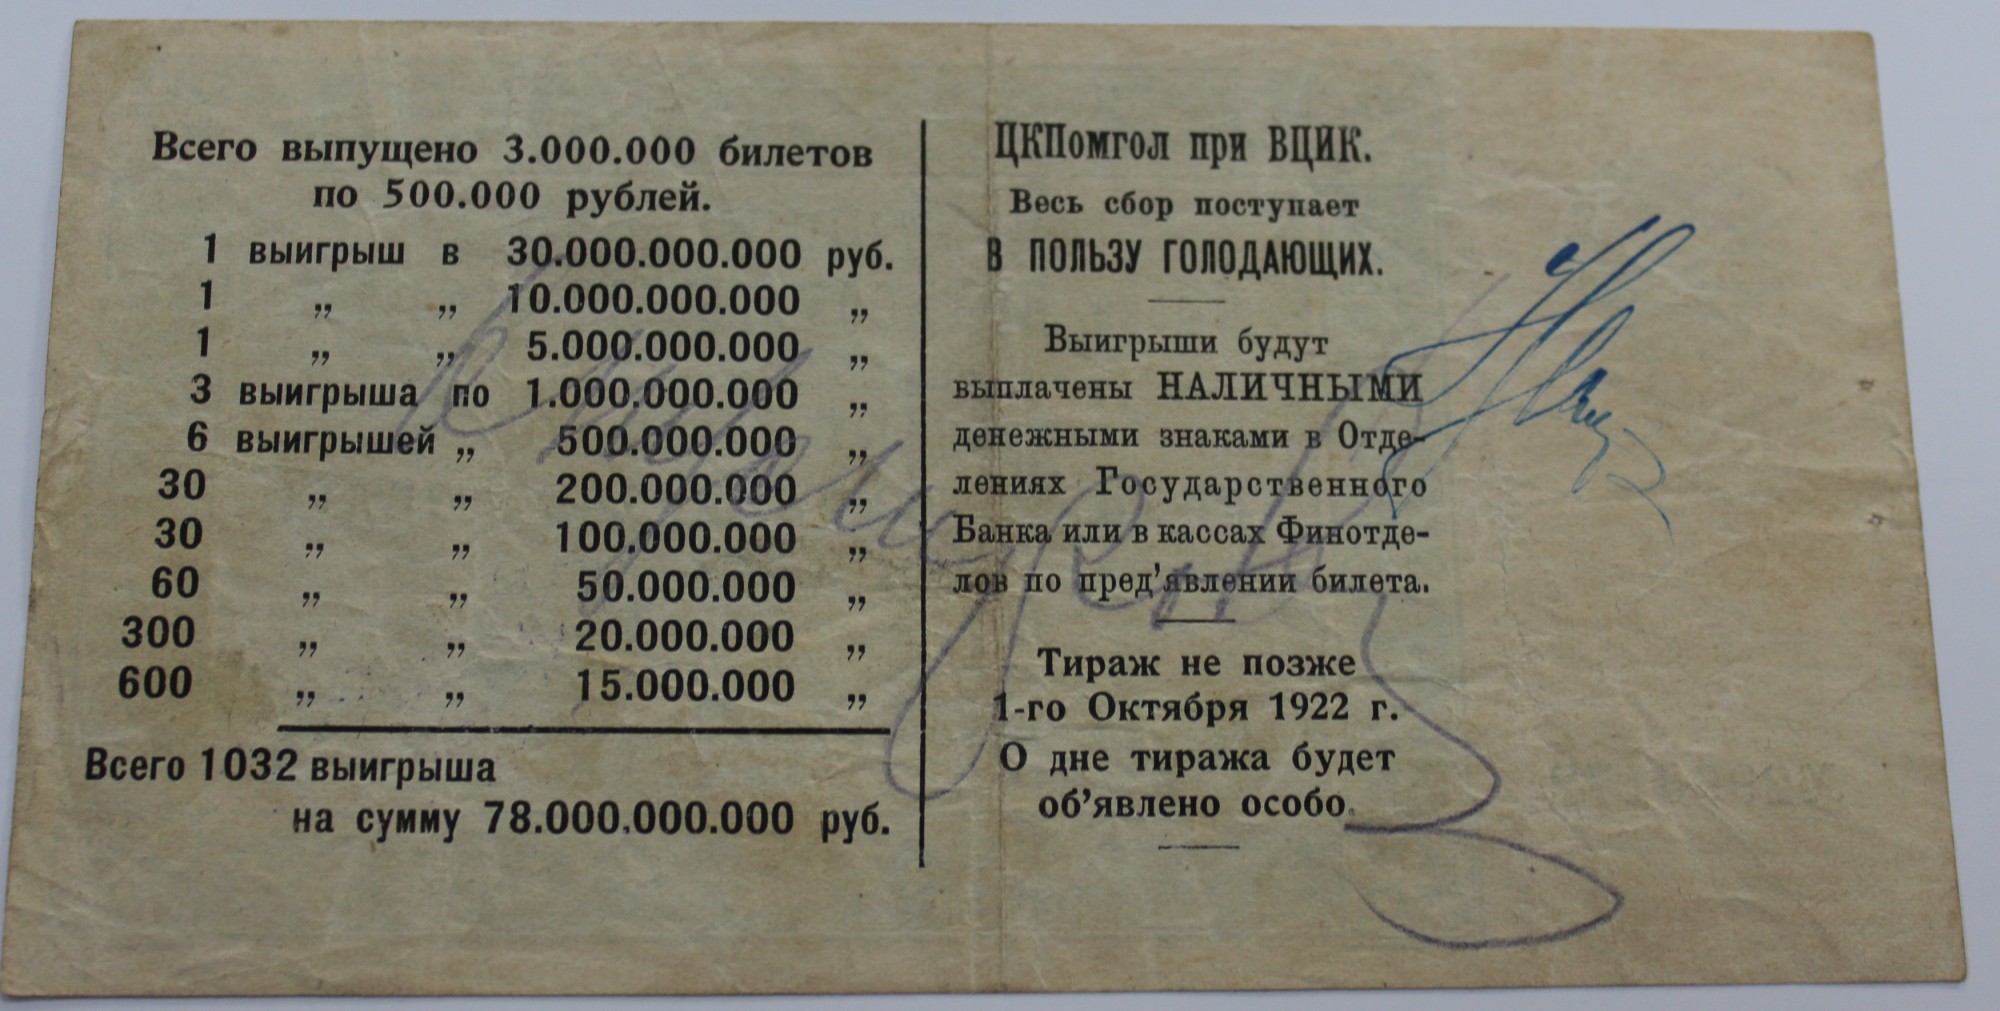 Всего выпущено 3.000.000 билетов
по 500.000 рублей.
1 выигрыш в 30.000.000.000 руб.
1 „ „ 10.000.000.000 „
1 „ „ 5.000.000.000 „
3 выигрыша по 1.000.000.000 „
6 выигрышей „ 500.000.000 „
30 „ „ 200.000.000 „
30 „ „ 100.000.000 „
60 „ „ 50.000.000 „
300 „ „ 20.000.000 „
600 „ „ 15.000.000 „
Всего 1032 выигрыша
на сумму 78.000.000.000 руб.
ЦКПомгол при ВЦИК.
Весь сбор поступает
В ПОЛЬЗУ ГОЛОДАЮЩИХ.
Выигрыши будут
выплачены НАЛИЧНЫМИ
денежными знаками в Отде-
лениях Государственного
Банка или в кассах Финотде-
лов по пред'явлении билета.
Тираж не позже
1-го Октября 1922 г.
О дне тиража будет
об'явлено особо.